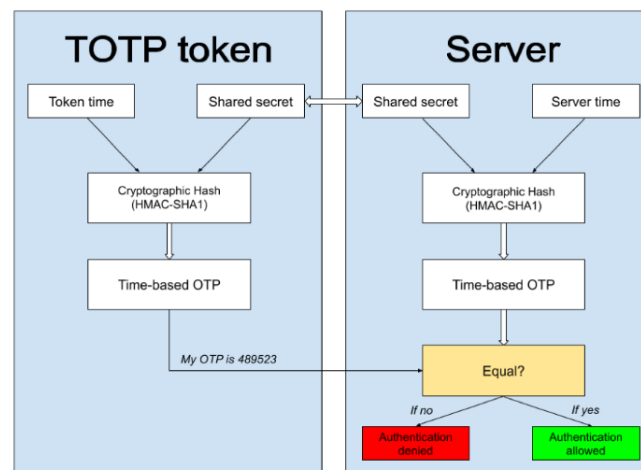 TOTP token
Server
Token time
Shared secret
Shared secret
Server time
Cryptographic Hash
(HMAC-SHA1)
Cryptographic Hash
(HMAC-SHA1)
Time-based OTP
Time-based OTP
My OTP is 489523
Equal?
If no
If yes
Authentication
denied
Authentication
allowed